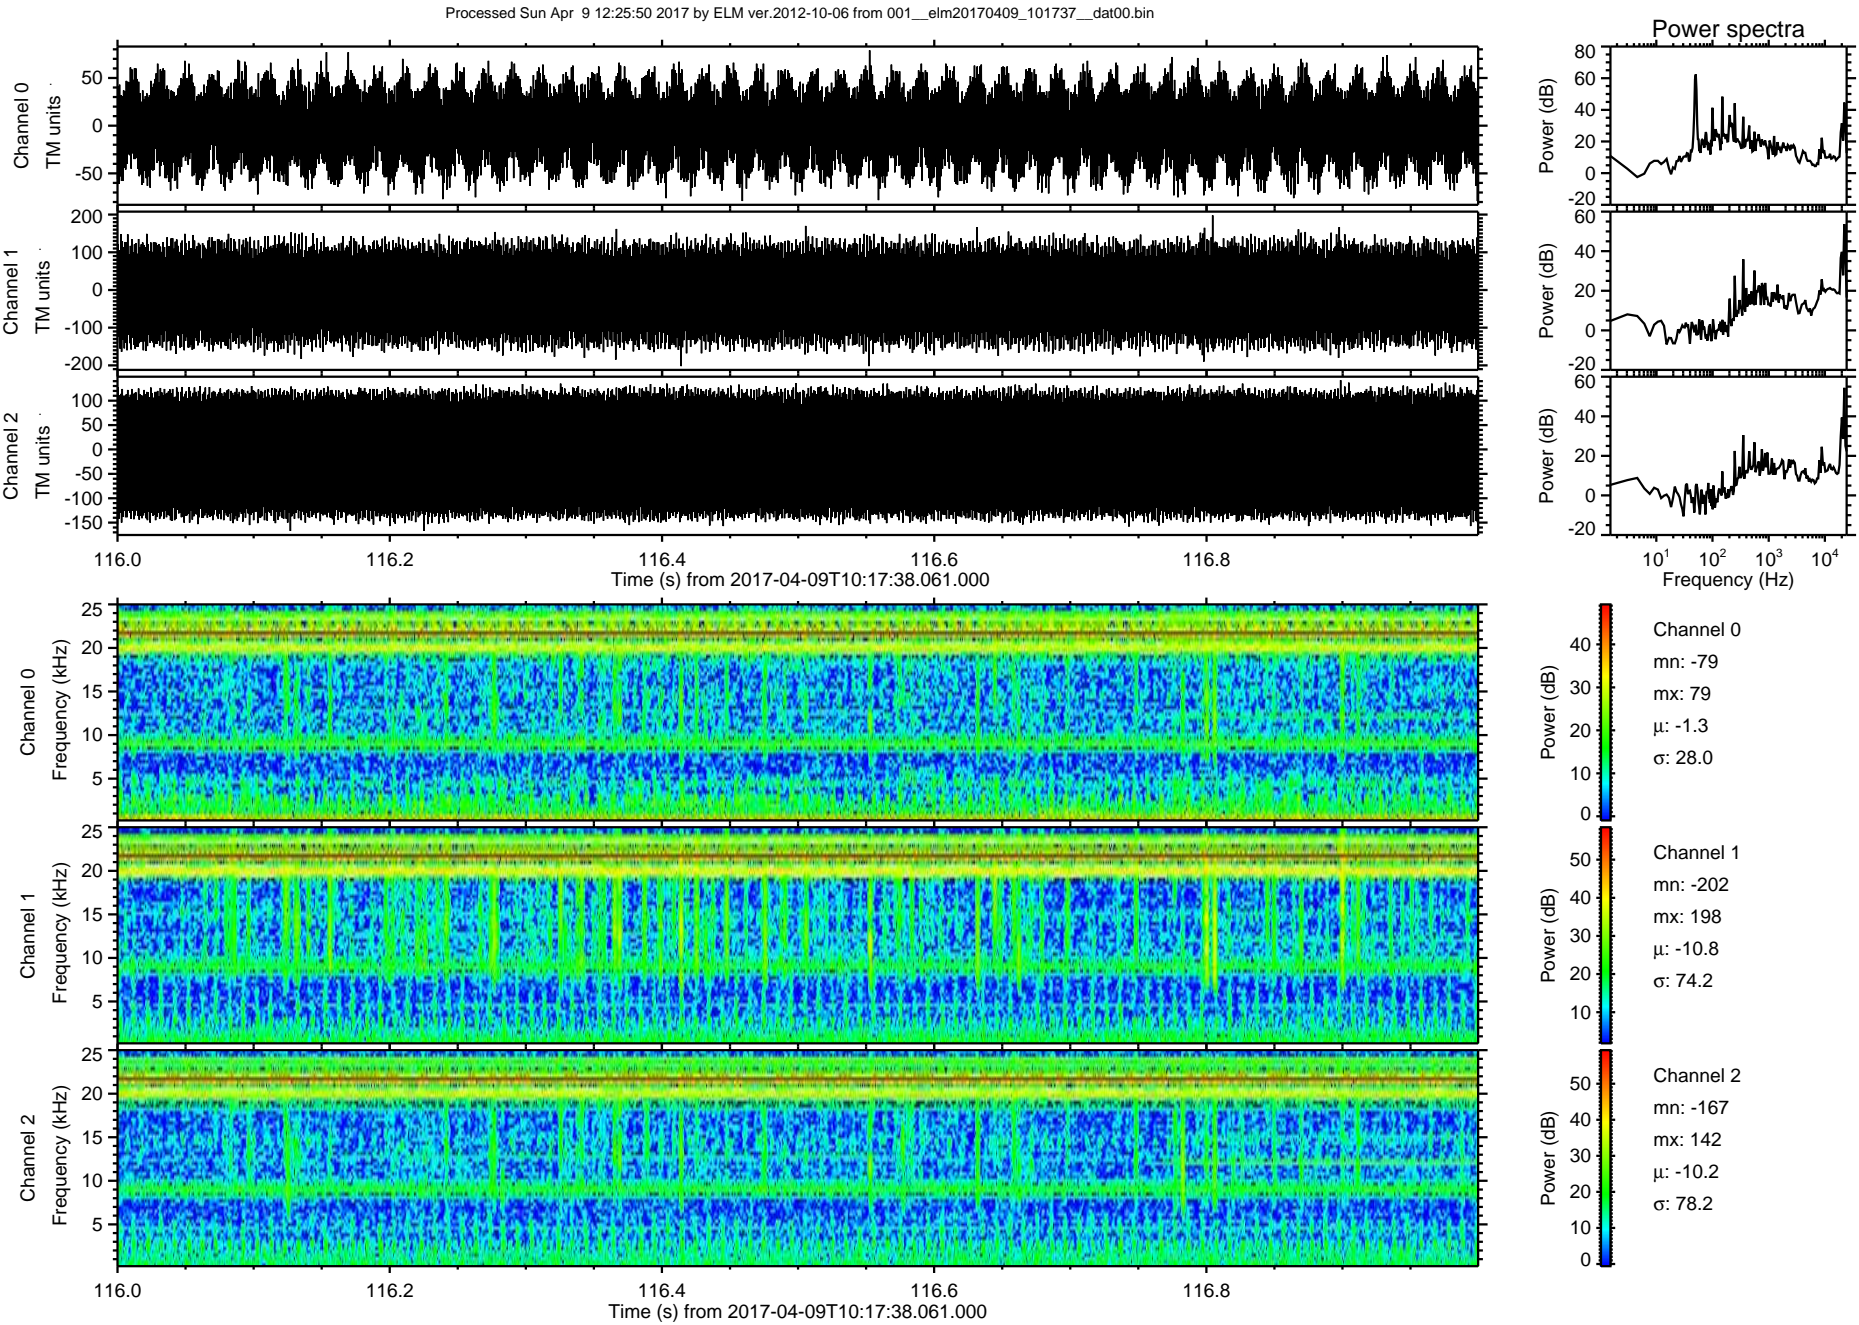 Processed Sun Apr  9 12:25:50 2017 by ELM ver.2012-10-06 from 001__elm20170409_101737__dat00.bin
Power spectra
Channel 0
TM units
50
0
-50
Power (dB)
80
60
40
20
0
-20
Channel 1
TM units
200
100
0
-100
-200
Power (dB)
60
40
20
0
-20
Channel 2
TM units
100
50
0
-50
-100
-150
Power (dB)
60
40
20
0
-20
116.0 116.2 116.4 116.6 116.8
Time (s) from 2017-04-09T10:17:38.061.000
10^1 10^2 10^3 10^4
Frequency (Hz)
Channel 0
Frequency (kHz)
25
20
15
10
5
Power (dB)
40
30
20
10
0
Channel 0
mn: -79
mx: 79
μ: -1.3
σ: 28.0
Channel 1
Frequency (kHz)
25
20
15
10
5
Power (dB)
50
40
30
20
10
Channel 1
mn: -202
mx: 198
μ: -10.8
σ: 74.2
Channel 2
Frequency (kHz)
25
20
15
10
5
Power (dB)
50
40
30
20
10
0
Channel 2
mn: -167
mx: 142
μ: -10.2
σ: 78.2
116.0 116.2 116.4 116.6 116.8
Time (s) from 2017-04-09T10:17:38.061.000